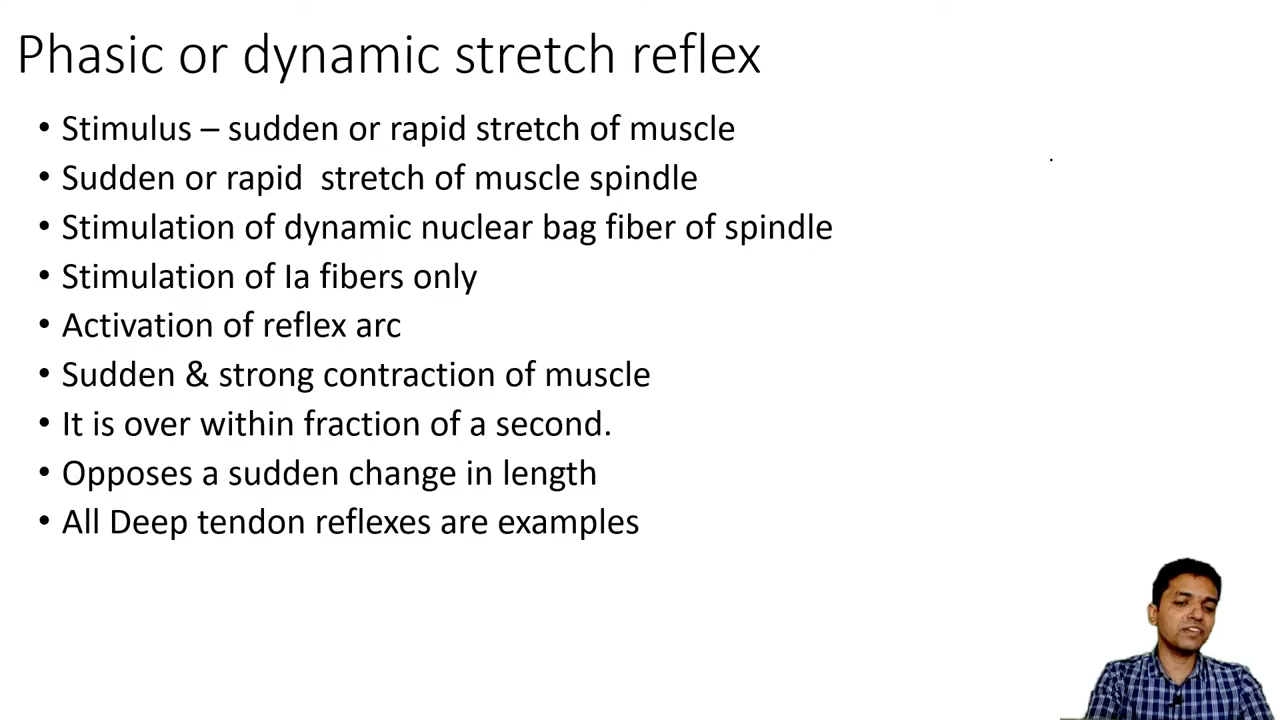 Phasic or dynamic stretch reflex
• Stimulus – sudden or rapid stretch of muscle
• Sudden or rapid  stretch of muscle spindle
• Stimulation of dynamic nuclear bag fiber of spindle
• Stimulation of Ia fibers only
• Activation of reflex arc
• Sudden & strong contraction of muscle
• It is over within fraction of a second.
• Opposes a sudden change in length
• All Deep tendon reflexes are examples